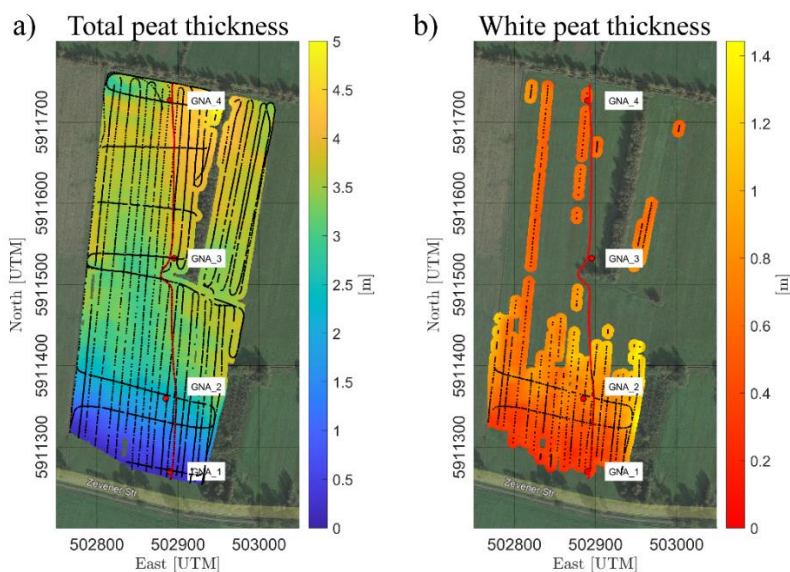 a) Total peat thickness
GNA_4
GNA_3
GNA_2
GNA_1
Zevener Str
5911700
5911600
5911500
5911400
5911300
North [UTM]
502800 502900 503000
East [UTM]
5
4.5
4
3.5
3
2.5
2
1.5
1
0.5
0
[m]
b) White peat thickness
GNA_4
GNA_3
GNA_2
GNA_1
Zevener Str
5911700
5911600
5911500
5911400
5911300
North [UTM]
502800 502900 503000
East [UTM]
1.4
1.2
1
0.8
0.6
0.4
0.2
0
[m]